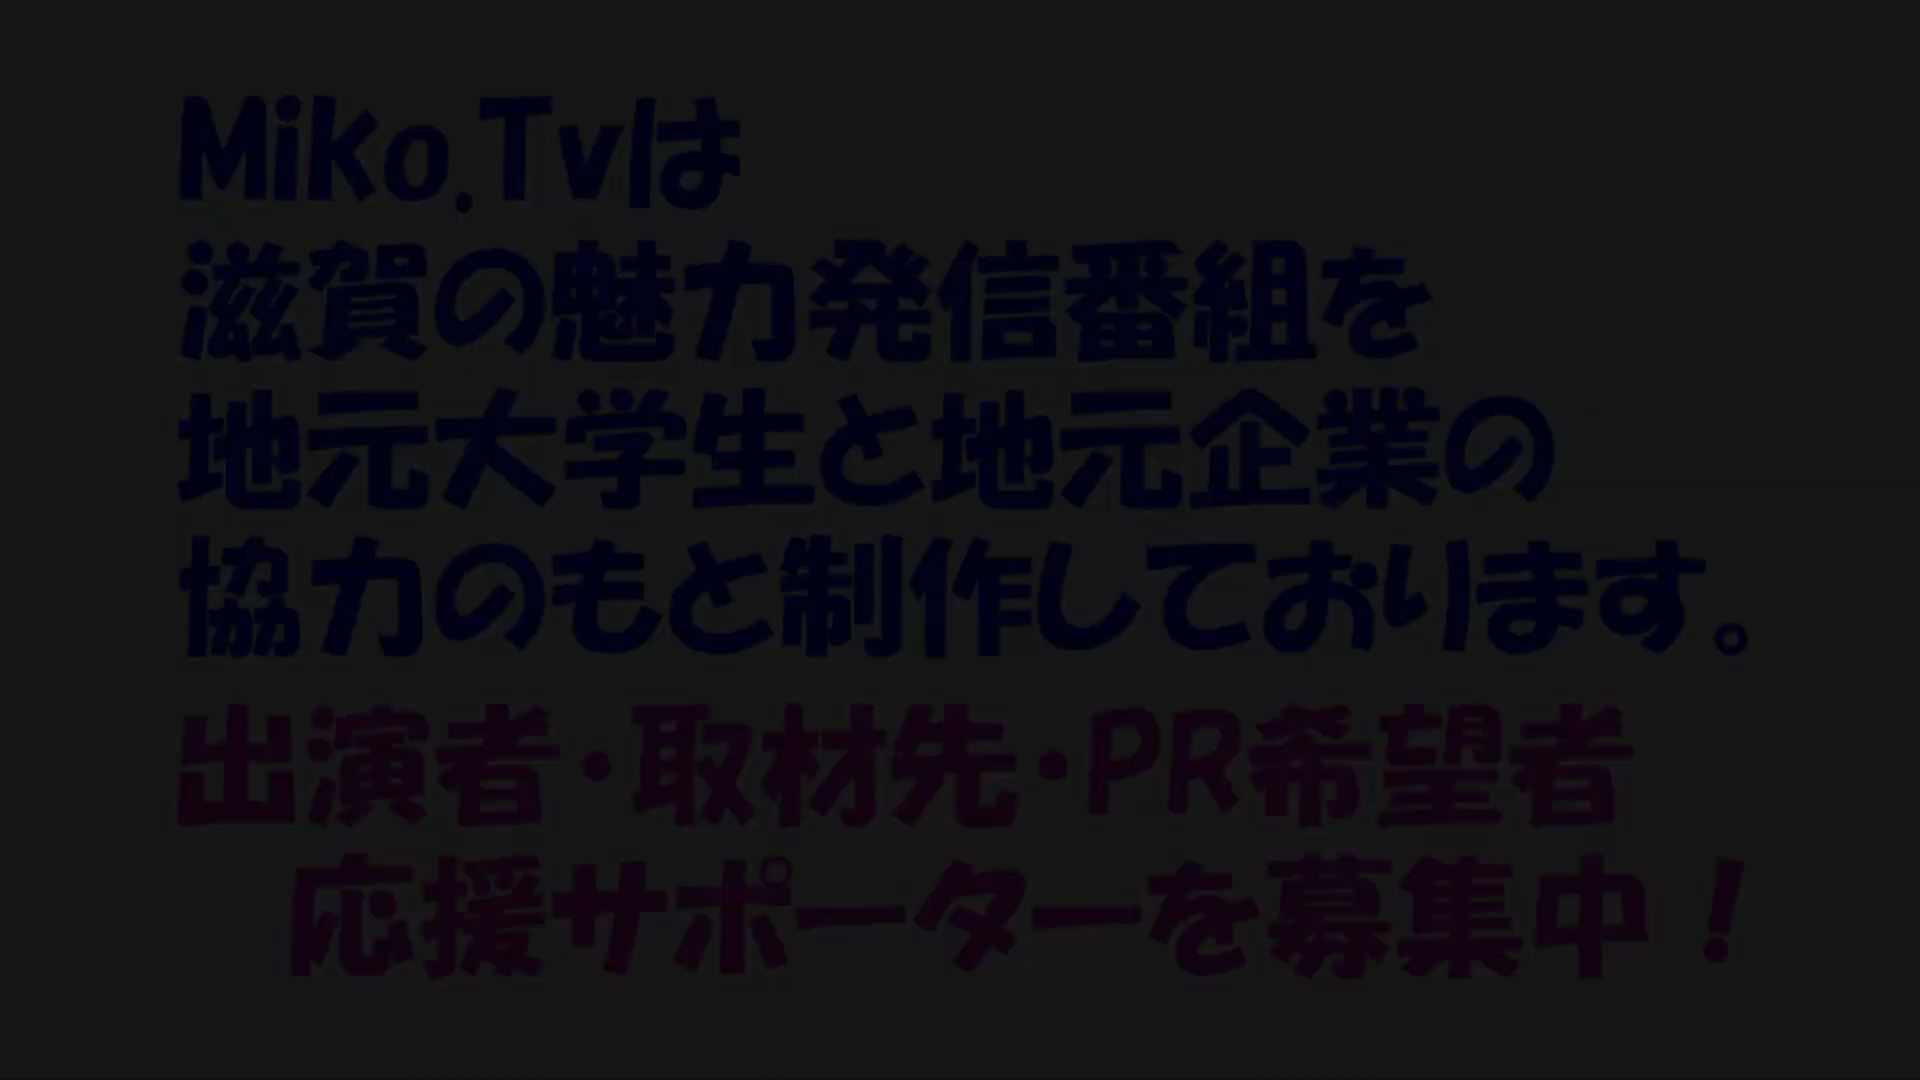 Miko.Tvは
滋賀の魅力発信番組を
地元大学生と地元企業の
協力のもと制作しております。
出演者・取材先・PR希望者
応援サポーターを募集中！